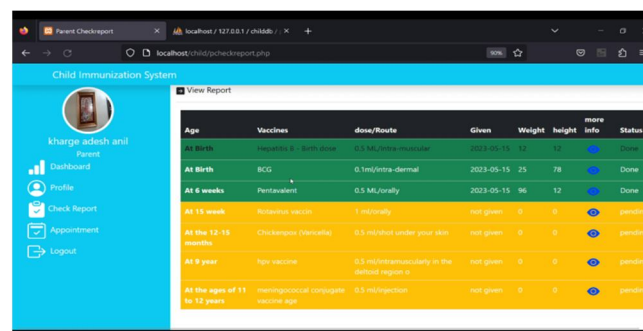 Parent Checkreport
localhost / 127.0.0.1 / childdb / :
localhost/child/pcheckreport.php
90%
Child Immunization System
View Report
kharge adesh anil
Parent
Dashboard
Profile
Check Report
Appointment
Logout
Age Vaccines dose/Route Given Weight height more info Status
At Birth Hepatitis B - Birth dose 0.5 ML/intra-muscular 2023-05-15 12 12 Done
At Birth BCG 0.1ml/intra-dermal 2023-05-15 25 78 Done
At 6 weeks Pentavalent 0.5 ML/orally 2023-05-15 96 12 Done
At 15 week Rotavirus vaccin 1 ml/orally not given 0 0 pendin
At the 12-15 months Chickenpox (Varicella) 0.5 ml/shot under your skin not given 0 0 pendin
At 9 year hpv vaccine 0.5 ml/intramuscularly in the deltoid region o not given 0 0 pendin
At the ages of 11 to 12 years meningococcal conjugate vaccine age 0.5 ml/injection not given 0 0 pendin